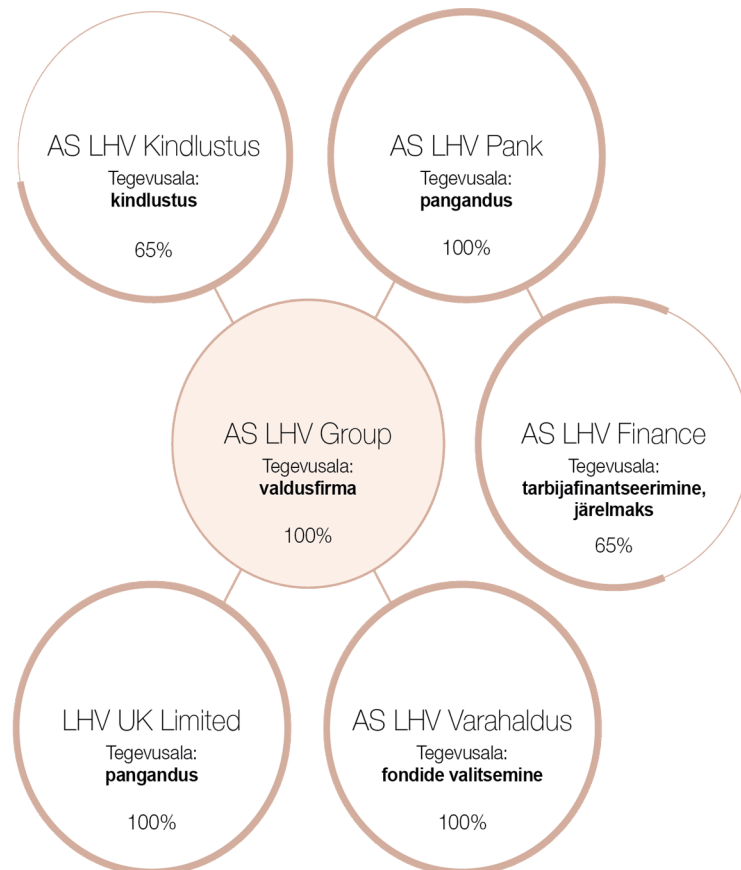 AS LHV Kindlustus
Tegevusala:
kindlustus
65%
AS LHV Pank
Tegevusala:
pangandus
100%
AS LHV Group
Tegevusala:
valdusfirma
100%
AS LHV Finance
Tegevusala:
tarbijafinantseerimine,
järelmaks
65%
LHV UK Limited
Tegevusala:
pangandus
100%
AS LHV Varahaldus
Tegevusala:
fondide valitsemine
100%